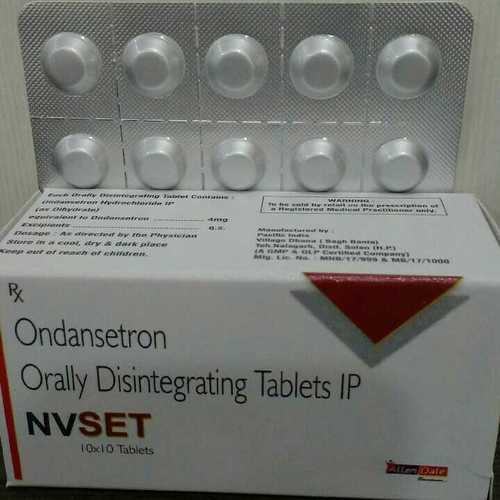 Each Orally Disintegrating Tablet Contains :
Ondansetron Hydrochloride IP
(as Dihydrate)
equivalent to Ondansetron ............... 4mg
Excipients ............... q.s.
Dosage : As directed by the Physician
Store in a cool, dry & dark place
Keep out of reach of children.
WARNING
To be sold by retail on the prescription of
a Registered Medical Practitioner only.
Manufactured by :
Pacific India
Village Dhana ( Bagh Bania)
Teh. Nalagarh, Distt. Solan (H.P.)
(A GMP & GLP Certified Company)
Mfg. Lic. No. : MNB/17/999 & MB/17/1000
Rx
Ondansetron
Orally Disintegrating Tablets IP
NVSET
10x10 Tablets
Allen Dale